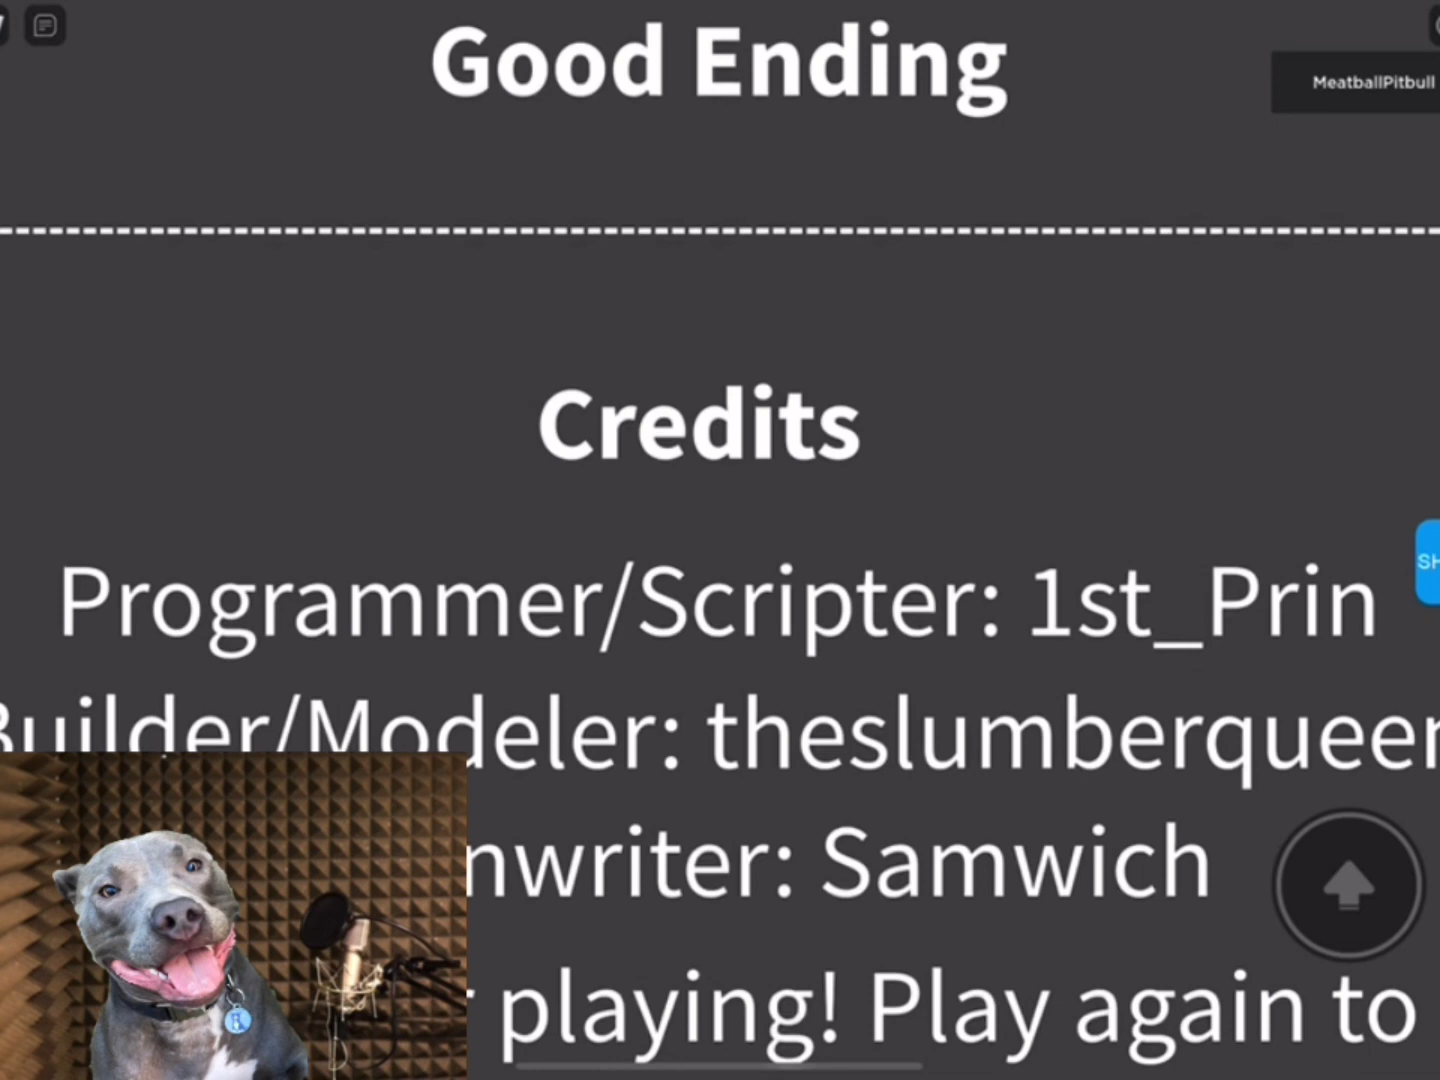 Good Ending
MeatballPitbull
Credits
Programmer/Scripter: 1st_Prin
Builder/Modeler: theslumberqueen
nwriter: Samwich
playing! Play again to